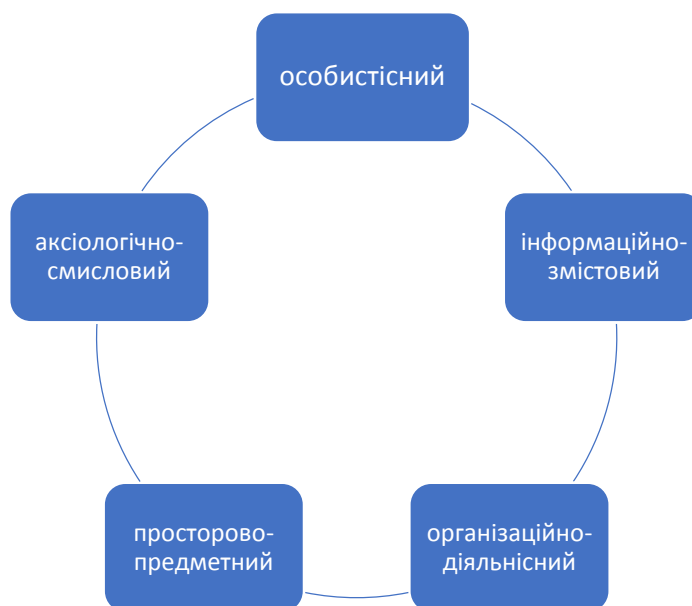 особистісний
аксіологічно-
смисловий
інформаційно-
змістовий
просторово-
предметний
організаційно-
діяльнісний